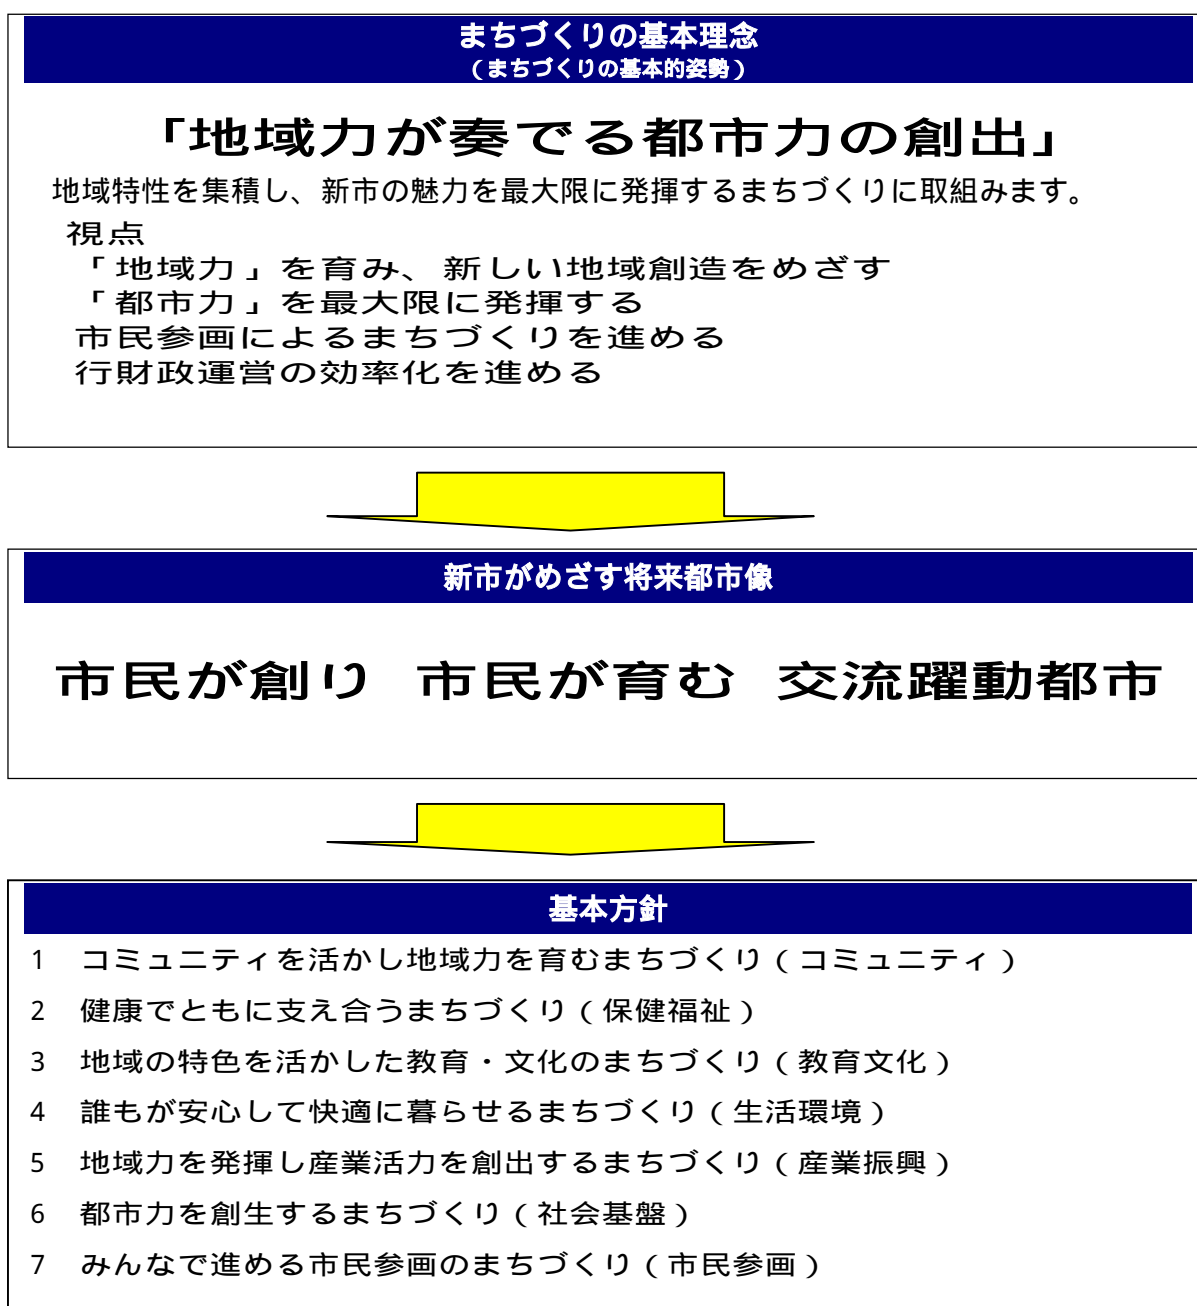 まちづくりの基本理念
(まちづくりの基本的姿勢)
「地域力が奏でる都市力の創出」
地域特性を集積し、新市の魅力を最大限に発揮するまちづくりに取組みます。
視点
「地域力」を育み、新しい地域創造をめざす
「都市力」を最大限に発揮する
市民参画によるまちづくりを進める
行財政運営の効率化を進める
新市がめざす将来都市像
市民が創り 市民が育む 交流躍動都市
基本方針
1 コミュニティを活かし地域力を育むまちづくり(コミュニティ)
2 健康でともに支え合うまちづくり(保健福祉)
3 地域の特色を活かした教育・文化のまちづくり(教育文化)
4 誰もが安心して快適に暮らせるまちづくり(生活環境)
5 地域力を発揮し産業活力を創出するまちづくり(産業振興)
6 都市力を創生するまちづくり(社会基盤)
7 みんなで進める市民参画のまちづくり(市民参画)